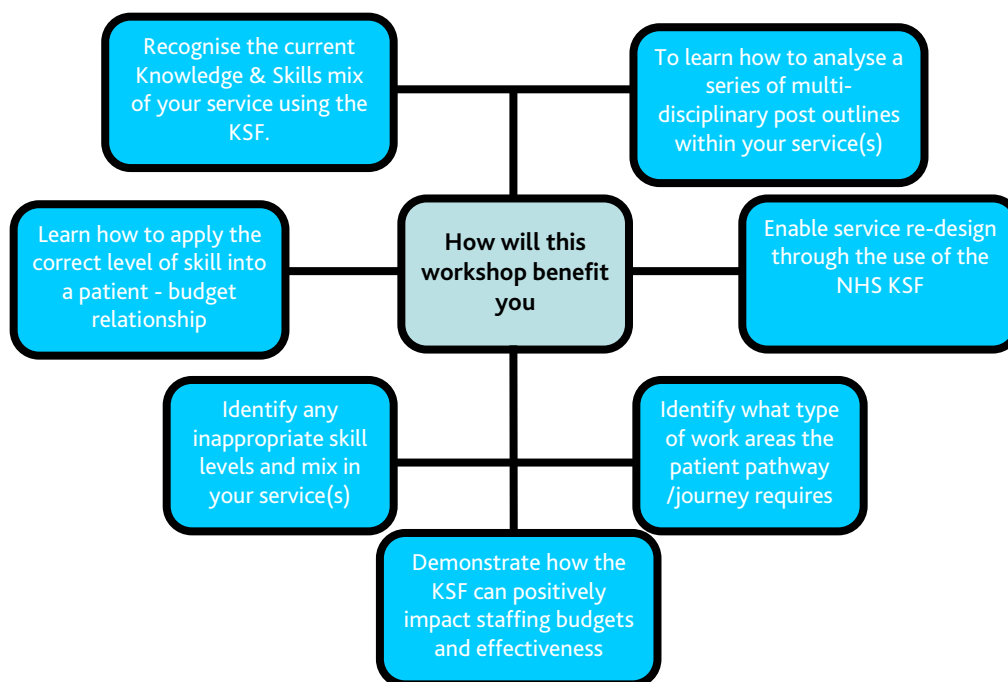 Recognise the current
Knowledge & Skills mix
of your service using the
KSF.
To learn how to analyse a
series of multi-
disciplinary post outlines
within your service(s)
Learn how to apply the
correct level of skill into
a patient - budget
relationship
How will this
workshop benefit
you
Enable service re-design
through the use of the
NHS KSF
Identify any
inappropriate skill
levels and mix in
your service(s)
Identify what type
of work areas the
patient pathway
/journey requires
Demonstrate how the
KSF can positively
impact staffing budgets
and effectiveness